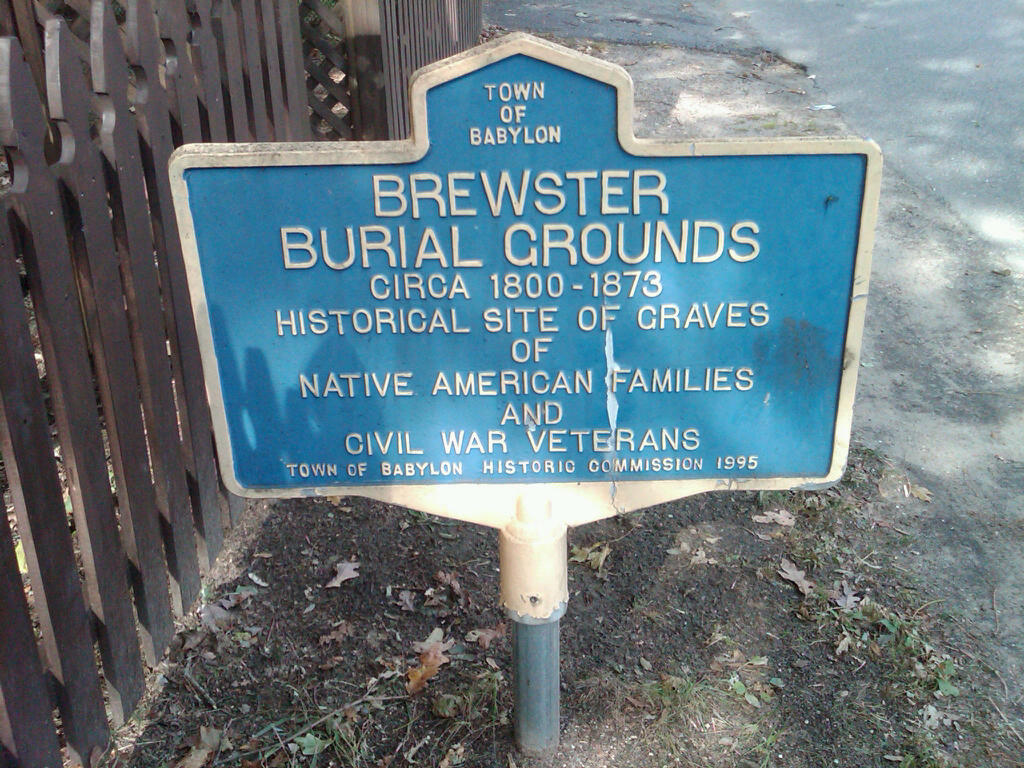 TOWN
OF
BABYLON
BREWSTER
BURIAL GROUNDS
CIRCA 1800-1873
HISTORICAL SITE OF GRAVES
OF
NATIVE AMERICAN FAMILIES
AND
CIVIL WAR VETERANS
TOWN OF BABYLON HISTORIC COMMISSION 1995